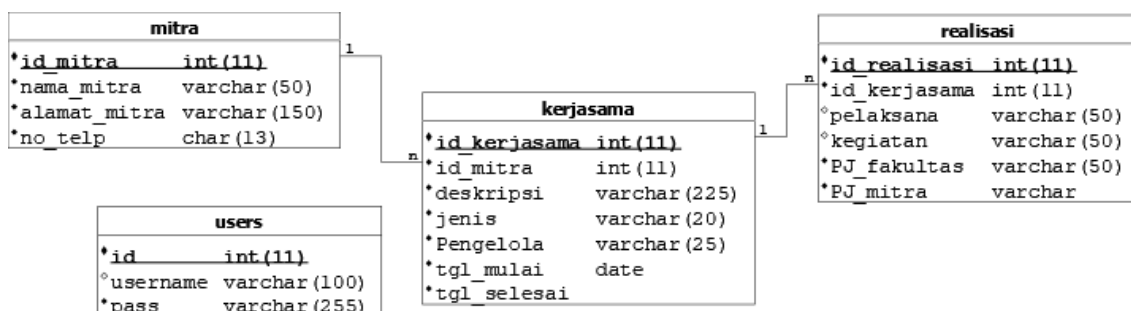 mitra
id_mitra int(11)
nama_mitra varchar(50)
alamat_mitra varchar(150)
no_telp char(13)
1
n
kerjasama
id_kerjasama int(11)
id_mitra int(11)
deskripsi varchar(225)
jenis varchar(20)
Pengelola varchar(25)
tgl_mulai date
tgl_selesai
1
n
realisasi
id_realisasi int(11)
id_kerjasama int(11)
pelaksana varchar(50)
kegiatan varchar(50)
PJ_fakultas varchar(50)
PJ_mitra varchar
users
id int(11)
username varchar(100)
pass varchar(255)